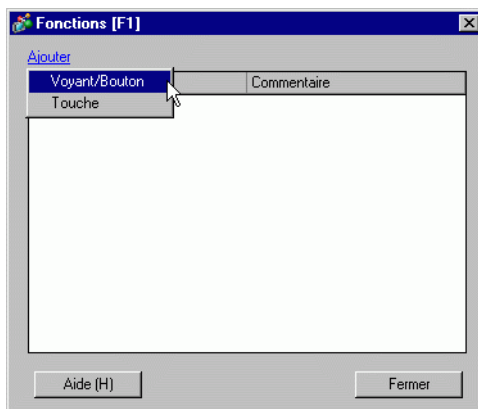 Fonctions [F1]
Ajouter
Voyant/Bouton Commentaire
Touche
Aide (H) Fermer